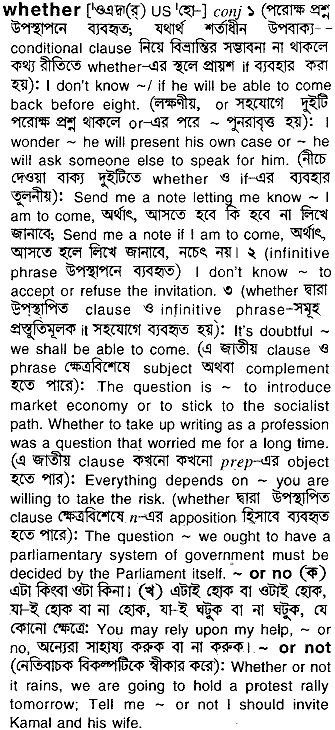 whether [ˈওএদা(র্) US ˈহো-] conj ১ (পরোক্ষ প্রশ্ন
উপস্থাপনে ব্যবহৃত; যথার্থ শর্তাধীন উপবাক্য--
conditional clause নিয়ে বিভ্রান্তির সম্ভাবনা না থাকলে
কথ্য রীতিতে whether-এর স্থলে প্রায়শ if ব্যবহার করা
হয়): I don't know ~/ if he will be able to come
back before eight. (লক্ষণীয়, or সহযোগে দুইটি
পরোক্ষ প্রশ্ন থাকলে or-এর পরে ~ পুনরাবৃত্ত হয়): I
wonder ~ he will present his own case or ~ he
will ask someone else to speak for him. (নীচে
দেওয়া বাক্য দুইটিতে whether ও if-এর ব্যবহার
তুলনীয়): Send me a note letting me know ~ I
am to come, অর্থাৎ, আসতে হবে কি হবে না লিখে
জানাবে; Send me a note if I am to come, অর্থাৎ,
আসতে হলে লিখে জানাবে, নচেৎ নয়। ২ (infinitive
phrase উপস্থাপনে ব্যবহৃত) I don't know ~ to
accept or refuse the invitation. ৩ (whether দ্বারা
উপস্থাপিত clause ও infinitive phrase-সমূহ
প্রস্তুতিমূলক it সহযোগে ব্যবহৃত হয়): It's doubtful ~
we shall be able to come. (এ জাতীয় clause ও
phrase ক্ষেত্রবিশেষে subject অথবা complement
হতে পারে): The question is ~ to introduce
market economy or to stick to the socialist
path. Whether to take up writing as a profession
was a question that worried me for a long time.
(এ জাতীয় clause কখনো কখনো prep-এর object
হতে পার): Everything depends on ~ you are
willing to take the risk. (whether দ্বারা উপস্থাপিত
clause ক্ষেত্রবিশেষে n-এর apposition হিসাবে ব্যবহৃত
হতে পারে): The question ~ we ought to have a
parliamentary system of government must be
decided by the Parliament itself. ~ or no (ক)
এটা কিংবা ওটা কিনা। (খ) এটাই হোক বা ওটাই হোক,
যা-ই হোক বা না হোক, যা-ই ঘটুক বা না ঘটুক, যে
কোনো ক্ষেত্রে: You may rely upon my help, ~ or
no, অন্যেরা সাহায্য করুক বা না করুক। ~ or not
(নেতিবাচক বিকল্পটিকে স্বীকার করে): Whether or not
it rains, we are going to hold a protest rally
tomorrow; Tell me ~ or not I should invite
Kamal and his wife.